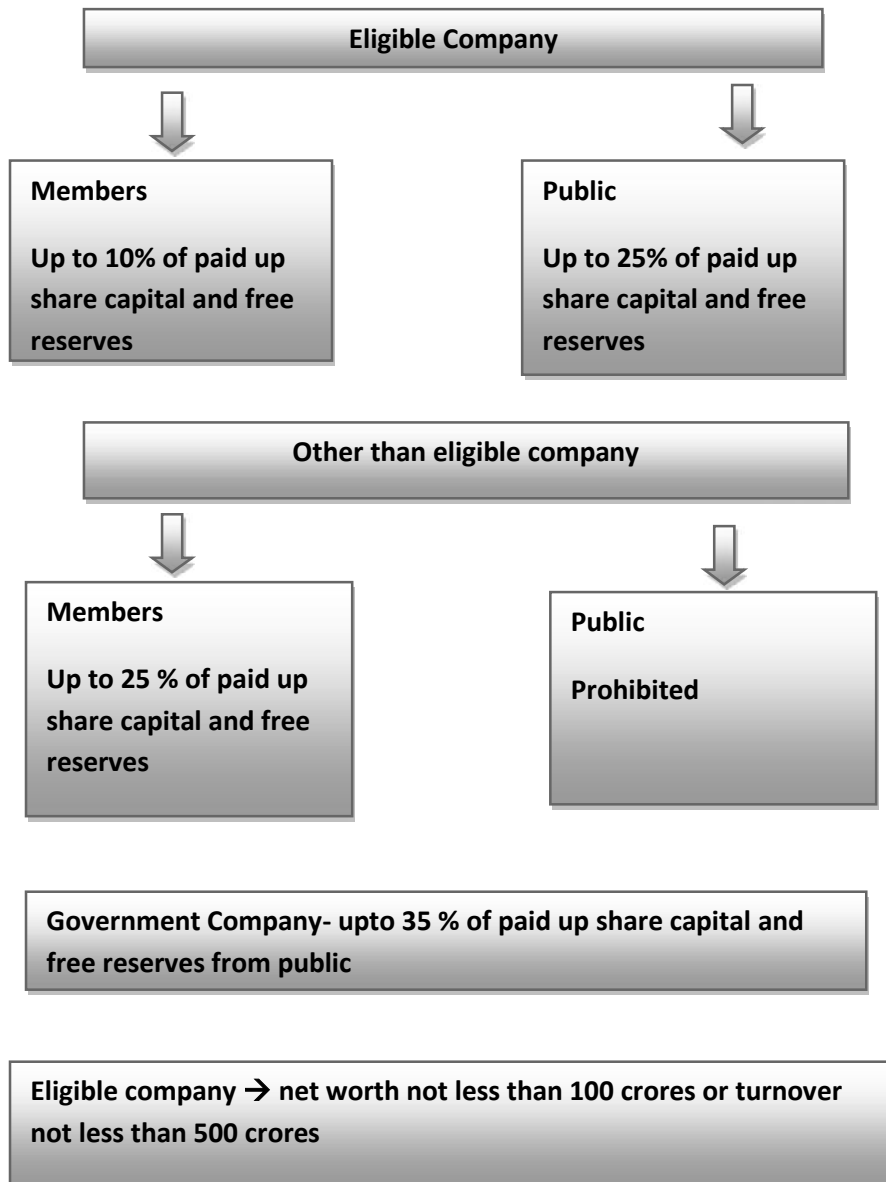 Eligible Company
Members
Up to 10% of paid up
share capital and free
reserves
Public
Up to 25% of paid up
share capital and free
reserves
Other than eligible company
Members
Up to 25 % of paid up
share capital and free
reserves
Public
Prohibited
Government Company- upto 35 % of paid up share capital and
free reserves from public
Eligible company → net worth not less than 100 crores or turnover
not less than 500 crores